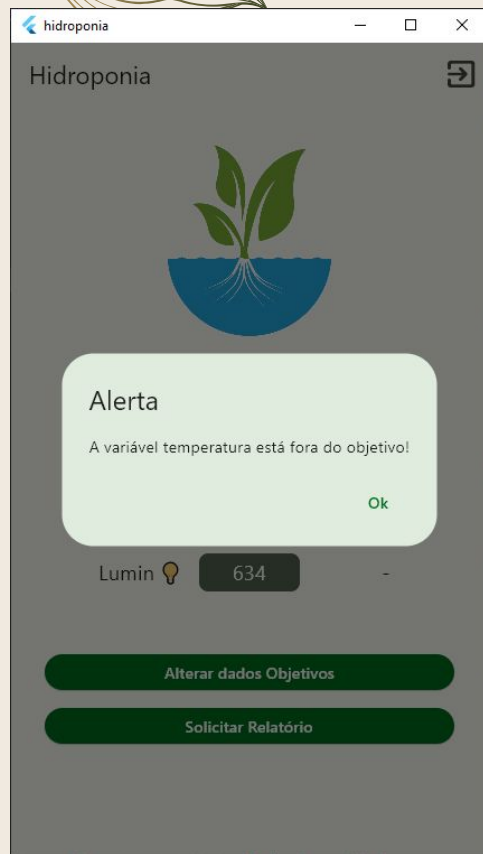 hidroponia
Hidroponia
Alerta
A variável temperatura está fora do objetivo!
Ok
Lumin 634 -
Alterar dados Objetivos
Solicitar Relatório